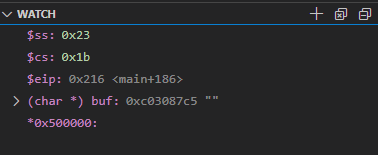 WATCH
$ss: 0x23
$cs: 0x1b
$eip: 0x216 <main+186>
(char *) buf: 0xc03087c5 ""
*0x500000: